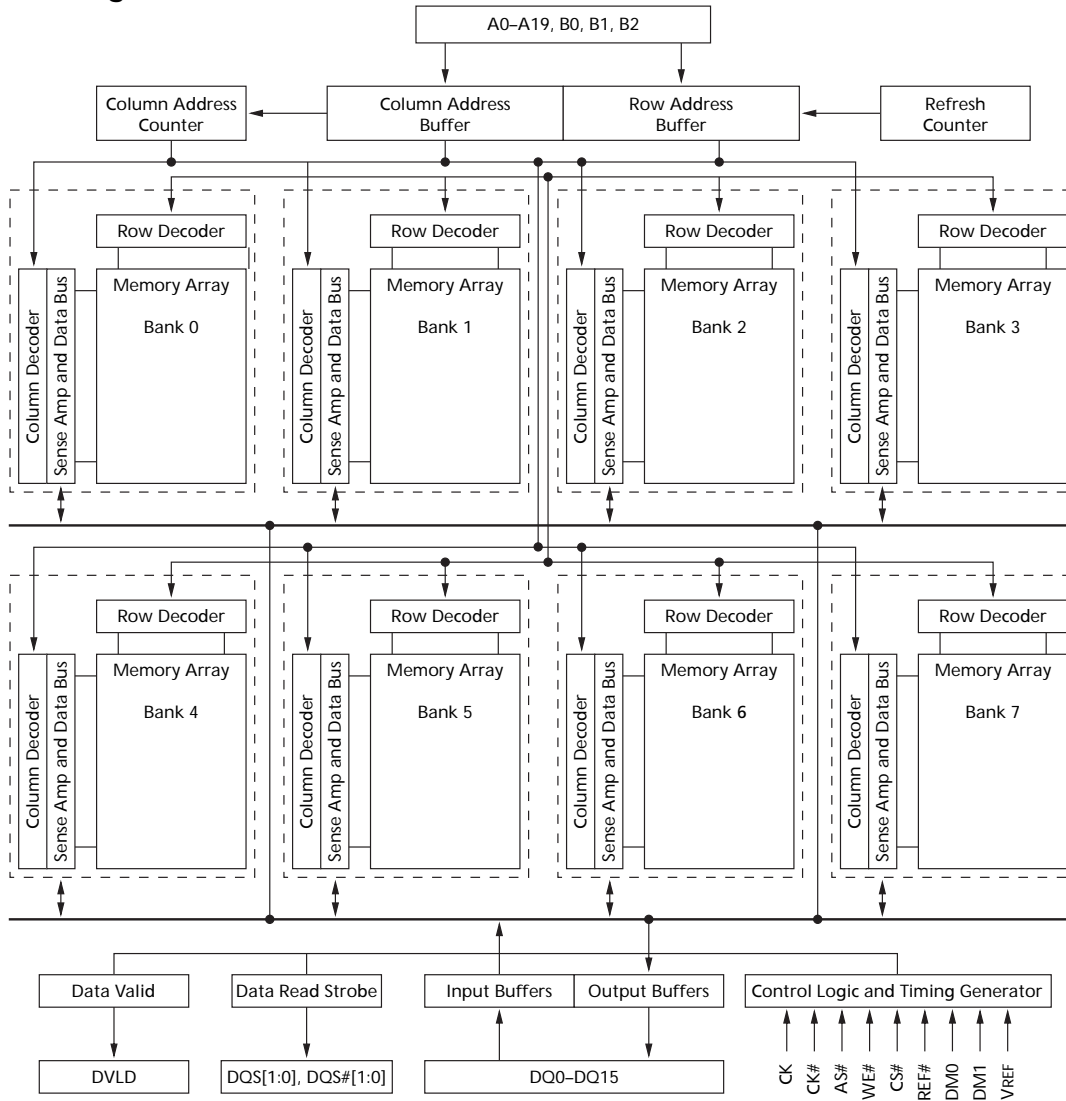 A0–A19, B0, B1, B2
Column Address
Counter
Column Address
Buffer
Row Address
Buffer
Refresh
Counter
Row Decoder
Row Decoder
Row Decoder
Row Decoder
Column Decoder
Sense Amp and Data Bus
Memory Array
Bank 0
Column Decoder
Sense Amp and Data Bus
Memory Array
Bank 1
Column Decoder
Sense Amp and Data Bus
Memory Array
Bank 2
Column Decoder
Sense Amp and Data Bus
Memory Array
Bank 3
Row Decoder
Row Decoder
Row Decoder
Row Decoder
Column Decoder
Sense Amp and Data Bus
Memory Array
Bank 4
Column Decoder
Sense Amp and Data Bus
Memory Array
Bank 5
Column Decoder
Sense Amp and Data Bus
Memory Array
Bank 6
Column Decoder
Sense Amp and Data Bus
Memory Array
Bank 7
Data Valid
Data Read Strobe
Input Buffers
Output Buffers
Control Logic and Timing Generator
DVLD
DQS[1:0], DQS#[1:0]
DQ0–DQ15
CK
CK#
AS#
WE#
CS#
REF#
DM0
DM1
VREF